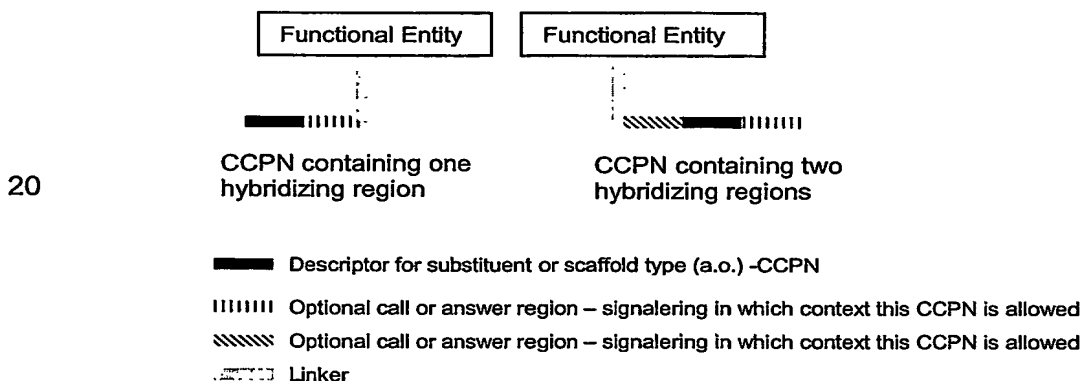 Functional Entity
Functional Entity
CCPN containing one
hybridizing region
CCPN containing two
hybridizing regions
20
Descriptor for substituent or scaffold type (a.o.) -CCPN
Optional call or answer region – signalering in which context this CCPN is allowed
Optional call or answer region – signalering in which context this CCPN is allowed
Linker